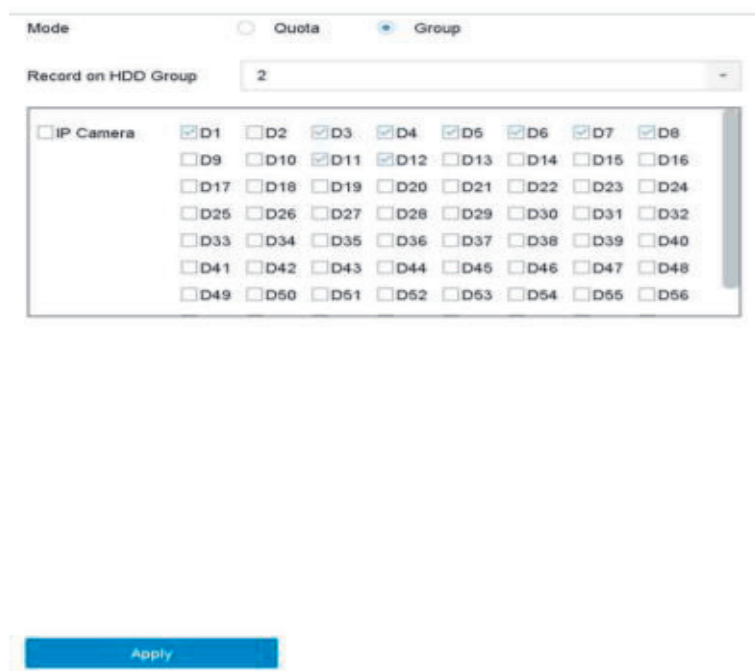 Mode Quota Group
Record on HDD Group 2
IP Camera D1 D2 D3 D4 D5 D6 D7 D8
D9 D10 D11 D12 D13 D14 D15 D16
D17 D18 D19 D20 D21 D22 D23 D24
D25 D26 D27 D28 D29 D30 D31 D32
D33 D34 D35 D36 D37 D38 D39 D40
D41 D42 D43 D44 D45 D46 D47 D48
D49 D50 D51 D52 D53 D54 D55 D56
Apply